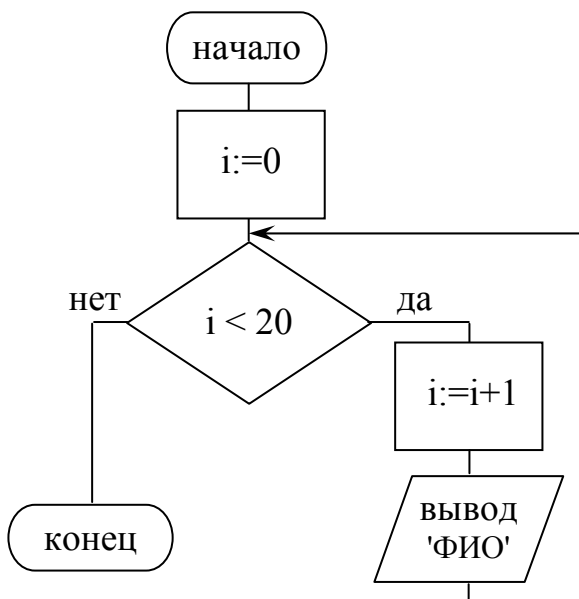 начало
i:=0
нет
i < 20
да
i:=i+1
вывод
'ФИО'
конец